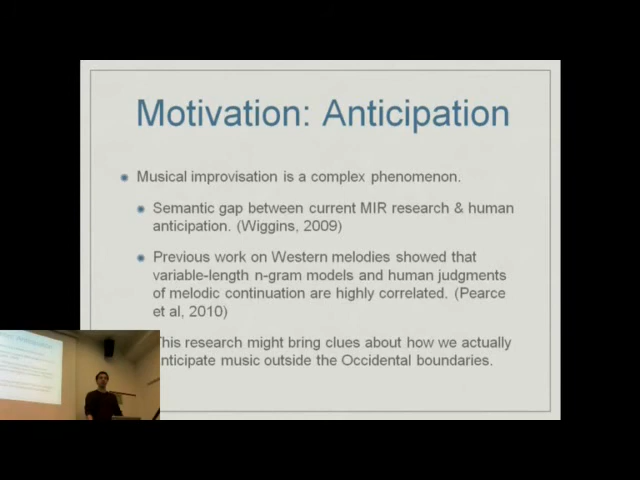 Motivation: Anticipation
Musical improvisation is a complex phenomenon.
Semantic gap between current MIR research & human
anticipation. (Wiggins, 2009)
Previous work on Western melodies showed that
variable-length n-gram models and human judgments
of melodic continuation are highly correlated. (Pearce
et al, 2010)
his research might bring clues about how we actually
nticipate music outside the Occidental boundaries.